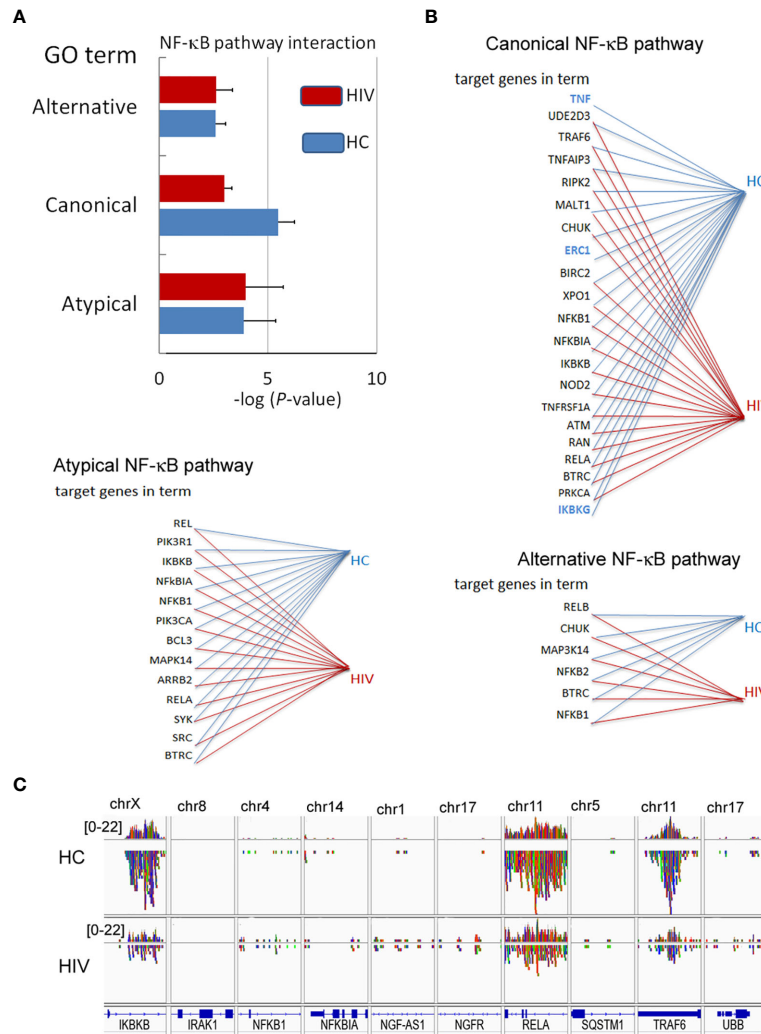 A
NF-κB pathway interaction
GO term
Alternative
Canonical
Atypical
HIV
HC
0
5
10
-log (P-value)
B
Canonical NF-κB pathway
target genes in term
TNF
UDE2D3
TRAF6
TNFAIP3
RIPK2
MALT1
CHUK
ERC1
BIRC2
XPO1
NFKB1
NFKBIA
IKBKB
NOD2
TNFRSF1A
ATM
RAN
RELA
BTRC
PRKCA
IKBKG
HC
HIV
Atypical NF-κB pathway
target genes in term
REL
PIK3R1
IKBKB
NFkBIA
NFKB1
PIK3CA
BCL3
MAPK14
ARRB2
RELA
SYK
SRC
BTRC
HC
HIV
Alternative NF-κB pathway
target genes in term
RELB
CHUK
MAP3K14
NFKB2
BTRC
NFKB1
HC
HIV
C
chrX chr8 chr4 chr14 chr1 chr17 chr11 chr5 chr11 chr17
[0-22]
HC
[0-22]
HIV
IKBKB IRAK1 NFKB1 NFKBIA NGF-AS1 NGFR RELA SQSTM1 TRAF6 UBB